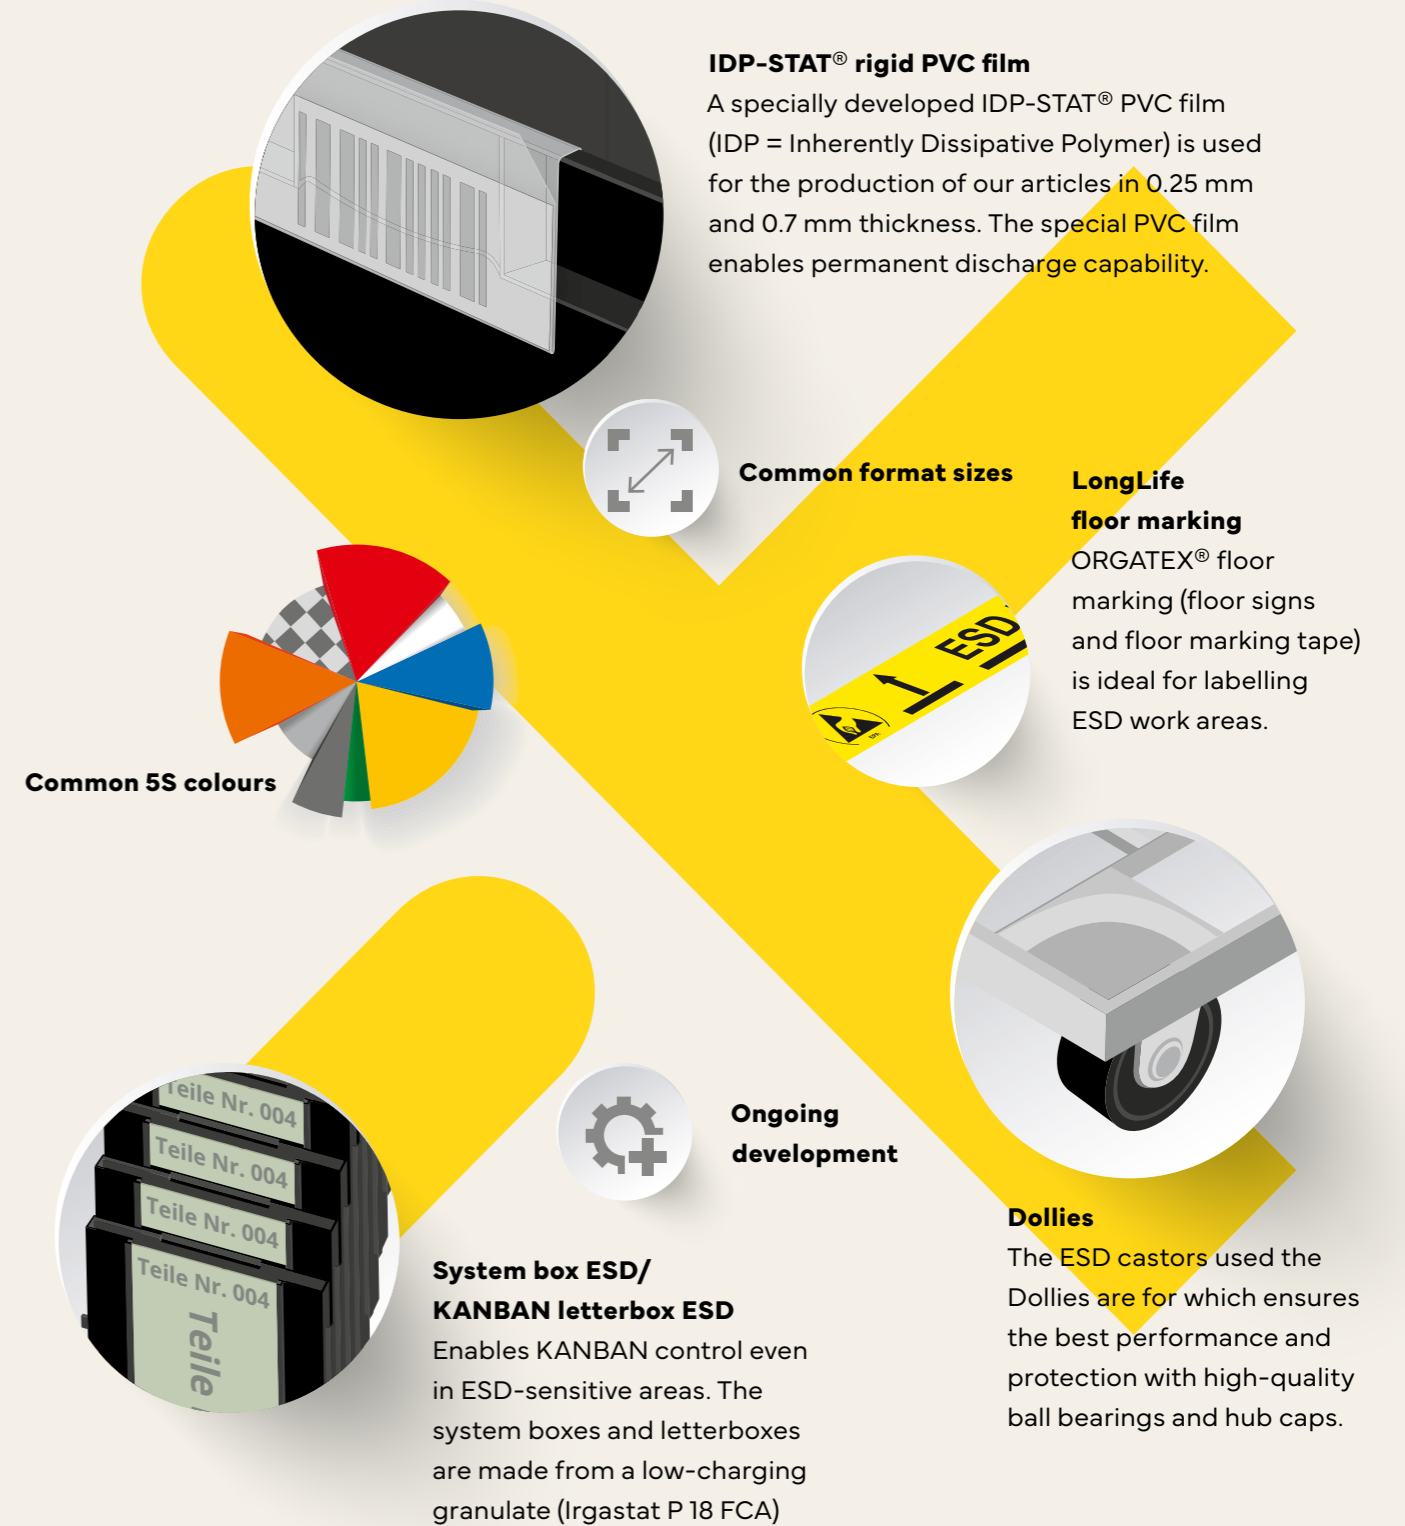 IDP-STAT® rigid PVC film
A specially developed IDP-STAT® PVC film
(IDP = Inherently Dissipative Polymer) is used
for the production of our articles in 0.25 mm
and 0.7 mm thickness. The special PVC film
enables permanent discharge capability.
Common format sizes
LongLife
floor marking
ORGATEX® floor
marking (floor signs
and floor marking tape)
is ideal for labelling
ESD work areas.
ESD
EPA
Common 5S colours
Ongoing
development
Dollies
The ESD castors used the
Dollies are for which ensures
the best performance and
protection with high-quality
ball bearings and hub caps.
Teile Nr. 004
Teile Nr. 004
Teile Nr. 004
Teile Nr. 004
Teile
System box ESD/
KANBAN letterbox ESD
Enables KANBAN control even
in ESD-sensitive areas. The
system boxes and letterboxes
are made from a low-charging
granulate (Irgastat P 18 FCA)